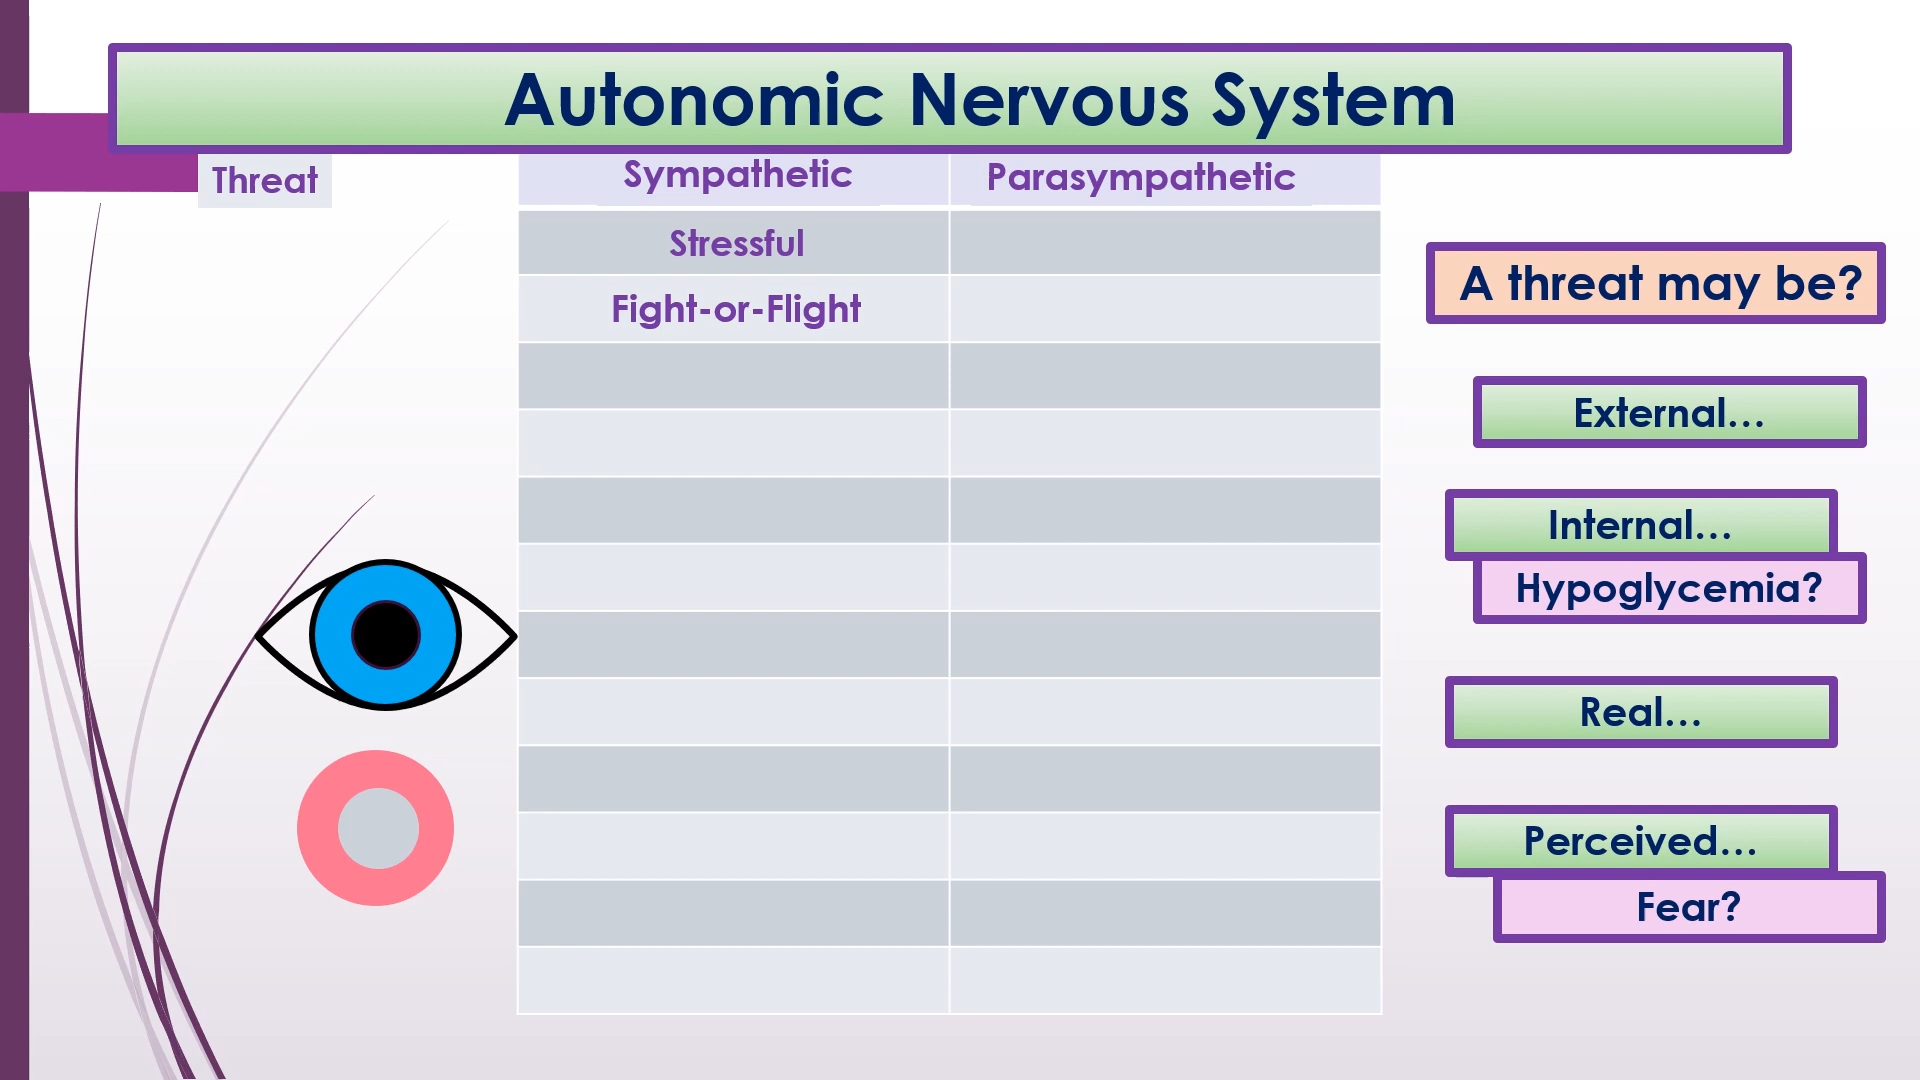 Autonomic Nervous System
Threat
Sympathetic
Parasympathetic
Stressful
Fight-or-Flight
A threat may be?
External…
Internal…
Hypoglycemia?
Real…
Perceived…
Fear?